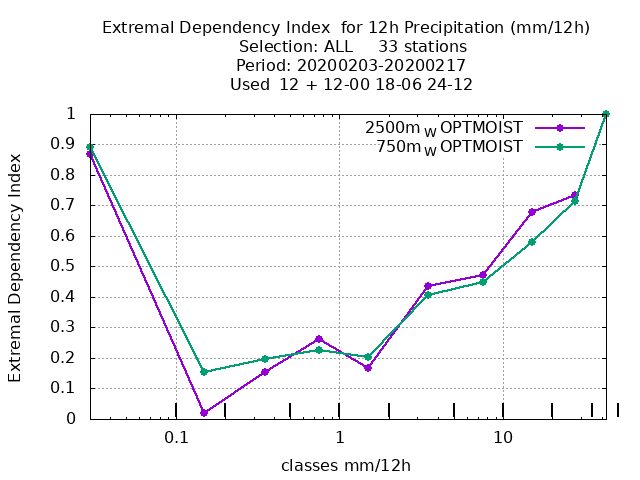 Extremal Dependency Index  for 12h Precipitation (mm/12h)
Selection: ALL     33 stations
Period: 20200203-20200217
Used  12 + 12-00 18-06 24-12
2500m W OPTMOIST
750m W OPTMOIST
1
0.9
0.8
0.7
0.6
0.5
0.4
0.3
0.2
0.1
0
Extremal Dependency Index
0.1 1 10
classes mm/12h